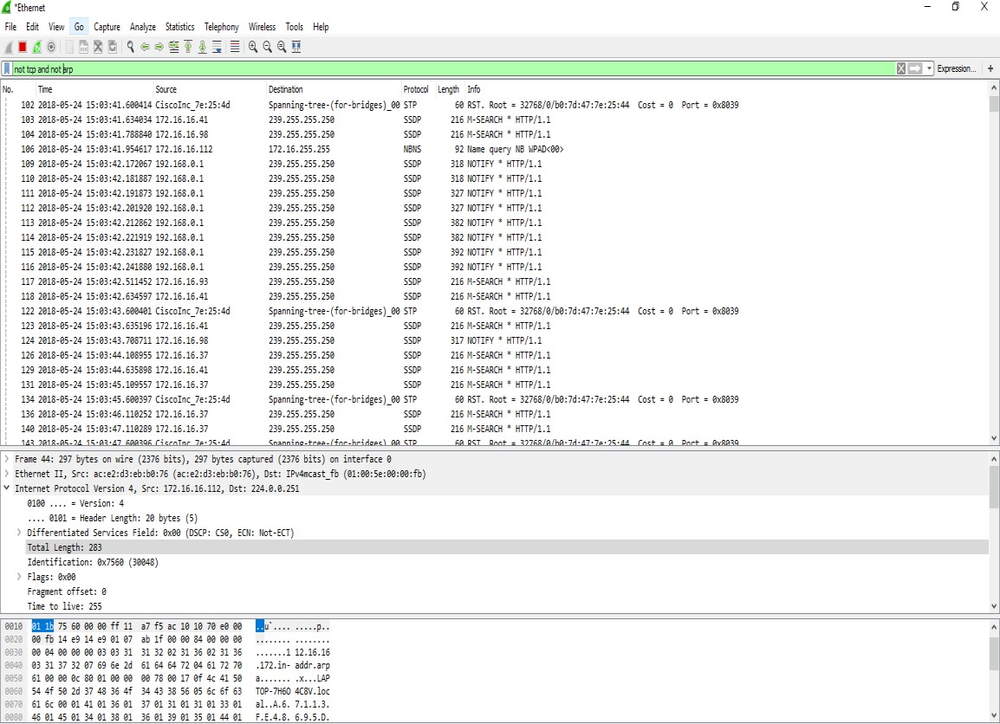 *Ethernet
File Edit View Go Capture Analyze Statistics Telephony Wireless Tools Help
not tcp and not arp Expression... +
No. Time Source Destination Protocol Length Info
102 2018-05-24 15:03:41.600414 CiscoInc_7e:25:4d Spanning-tree-(for-bridges)_00 STP 60 RST. Root = 32768/0/b0:7d:47:7e:25:44 Cost = 0 Port = 0x8039
103 2018-05-24 15:03:41.634034 172.16.16.41 239.255.255.250 SSDP 216 M-SEARCH * HTTP/1.1
104 2018-05-24 15:03:41.788840 172.16.16.98 239.255.255.250 SSDP 216 M-SEARCH * HTTP/1.1
106 2018-05-24 15:03:41.954617 172.16.16.112 172.16.255.255 NBNS 92 Name query NB WPAD<00>
109 2018-05-24 15:03:42.172067 192.168.0.1 239.255.255.250 SSDP 318 NOTIFY * HTTP/1.1
110 2018-05-24 15:03:42.181887 192.168.0.1 239.255.255.250 SSDP 318 NOTIFY * HTTP/1.1
111 2018-05-24 15:03:42.191873 192.168.0.1 239.255.255.250 SSDP 327 NOTIFY * HTTP/1.1
112 2018-05-24 15:03:42.201920 192.168.0.1 239.255.255.250 SSDP 327 NOTIFY * HTTP/1.1
113 2018-05-24 15:03:42.212862 192.168.0.1 239.255.255.250 SSDP 382 NOTIFY * HTTP/1.1
114 2018-05-24 15:03:42.221919 192.168.0.1 239.255.255.250 SSDP 382 NOTIFY * HTTP/1.1
115 2018-05-24 15:03:42.231827 192.168.0.1 239.255.255.250 SSDP 392 NOTIFY * HTTP/1.1
116 2018-05-24 15:03:42.241880 192.168.0.1 239.255.255.250 SSDP 392 NOTIFY * HTTP/1.1
117 2018-05-24 15:03:42.511452 172.16.16.93 239.255.255.250 SSDP 216 M-SEARCH * HTTP/1.1
118 2018-05-24 15:03:42.634597 172.16.16.41 239.255.255.250 SSDP 216 M-SEARCH * HTTP/1.1
122 2018-05-24 15:03:43.600401 CiscoInc_7e:25:4d Spanning-tree-(for-bridges)_00 STP 60 RST. Root = 32768/0/b0:7d:47:7e:25:44 Cost = 0 Port = 0x8039
123 2018-05-24 15:03:43.635196 172.16.16.41 239.255.255.250 SSDP 216 M-SEARCH * HTTP/1.1
124 2018-05-24 15:03:43.708711 172.16.16.98 239.255.255.250 SSDP 317 NOTIFY * HTTP/1.1
126 2018-05-24 15:03:44.108955 172.16.16.37 239.255.255.250 SSDP 216 M-SEARCH * HTTP/1.1
129 2018-05-24 15:03:44.635898 172.16.16.41 239.255.255.250 SSDP 216 M-SEARCH * HTTP/1.1
131 2018-05-24 15:03:45.109557 172.16.16.37 239.255.255.250 SSDP 216 M-SEARCH * HTTP/1.1
134 2018-05-24 15:03:45.600397 CiscoInc_7e:25:4d Spanning-tree-(for-bridges)_00 STP 60 RST. Root = 32768/0/b0:7d:47:7e:25:44 Cost = 0 Port = 0x8039
136 2018-05-24 15:03:46.110252 172.16.16.37 239.255.255.250 SSDP 216 M-SEARCH * HTTP/1.1
140 2018-05-24 15:03:47.110289 172.16.16.37 239.255.255.250 SSDP 216 M-SEARCH * HTTP/1.1
143 2018-05-24 15:03:47.600396 CiscoInc_7e:25:4d Spanning-tree-(for-bridges)_00 STP 60 RST. Root = 32768/0/b0:7d:47:7e:25:44 Cost = 0 Port = 0x8039
Frame 44: 297 bytes on wire (2376 bits), 297 bytes captured (2376 bits) on interface 0
Ethernet II, Src: ac:e2:d3:eb:b0:76 (ac:e2:d3:eb:b0:76), Dst: IPv4mcast_fb (01:00:5e:00:00:fb)
Internet Protocol Version 4, Src: 172.16.16.112, Dst: 224.0.0.251
0100 .... = Version: 4
.... 0101 = Header Length: 20 bytes (5)
Differentiated Services Field: 0x00 (DSCP: CS0, ECN: Not-ECT)
Total Length: 283
Identification: 0x7560 (30048)
Flags: 0x00
Fragment offset: 0
Time to live: 255
0010 01 1b 75 60 00 00 ff 11 a7 f5 ac 10 10 70 e0 00 ..u`.... .....p..
0020 00 fb 14 e9 14 e9 01 07 ab 1f 00 00 84 00 00 00 ........ ........
0030 00 04 00 00 00 03 03 31 31 32 02 31 36 02 31 36 .......1 12.16.16
0040 03 31 37 32 07 69 6e 2d 61 64 64 72 04 61 72 70 .172.in- addr.arp
0050 61 00 00 0c 80 01 00 00 00 78 00 17 0f 4c 41 50 a....... .x...LAP
0060 54 4f 50 2d 37 48 36 4f 34 43 38 56 05 6c 6f 63 TOP-7H6O 4C8V.loc
0070 61 6c 00 01 41 01 36 01 37 01 31 01 31 01 33 01 al..A.6. 7.1.1.3.
0080 46 01 45 01 34 01 38 01 36 01 39 01 35 01 44 01 F.E.4.8. 6.9.5.D.